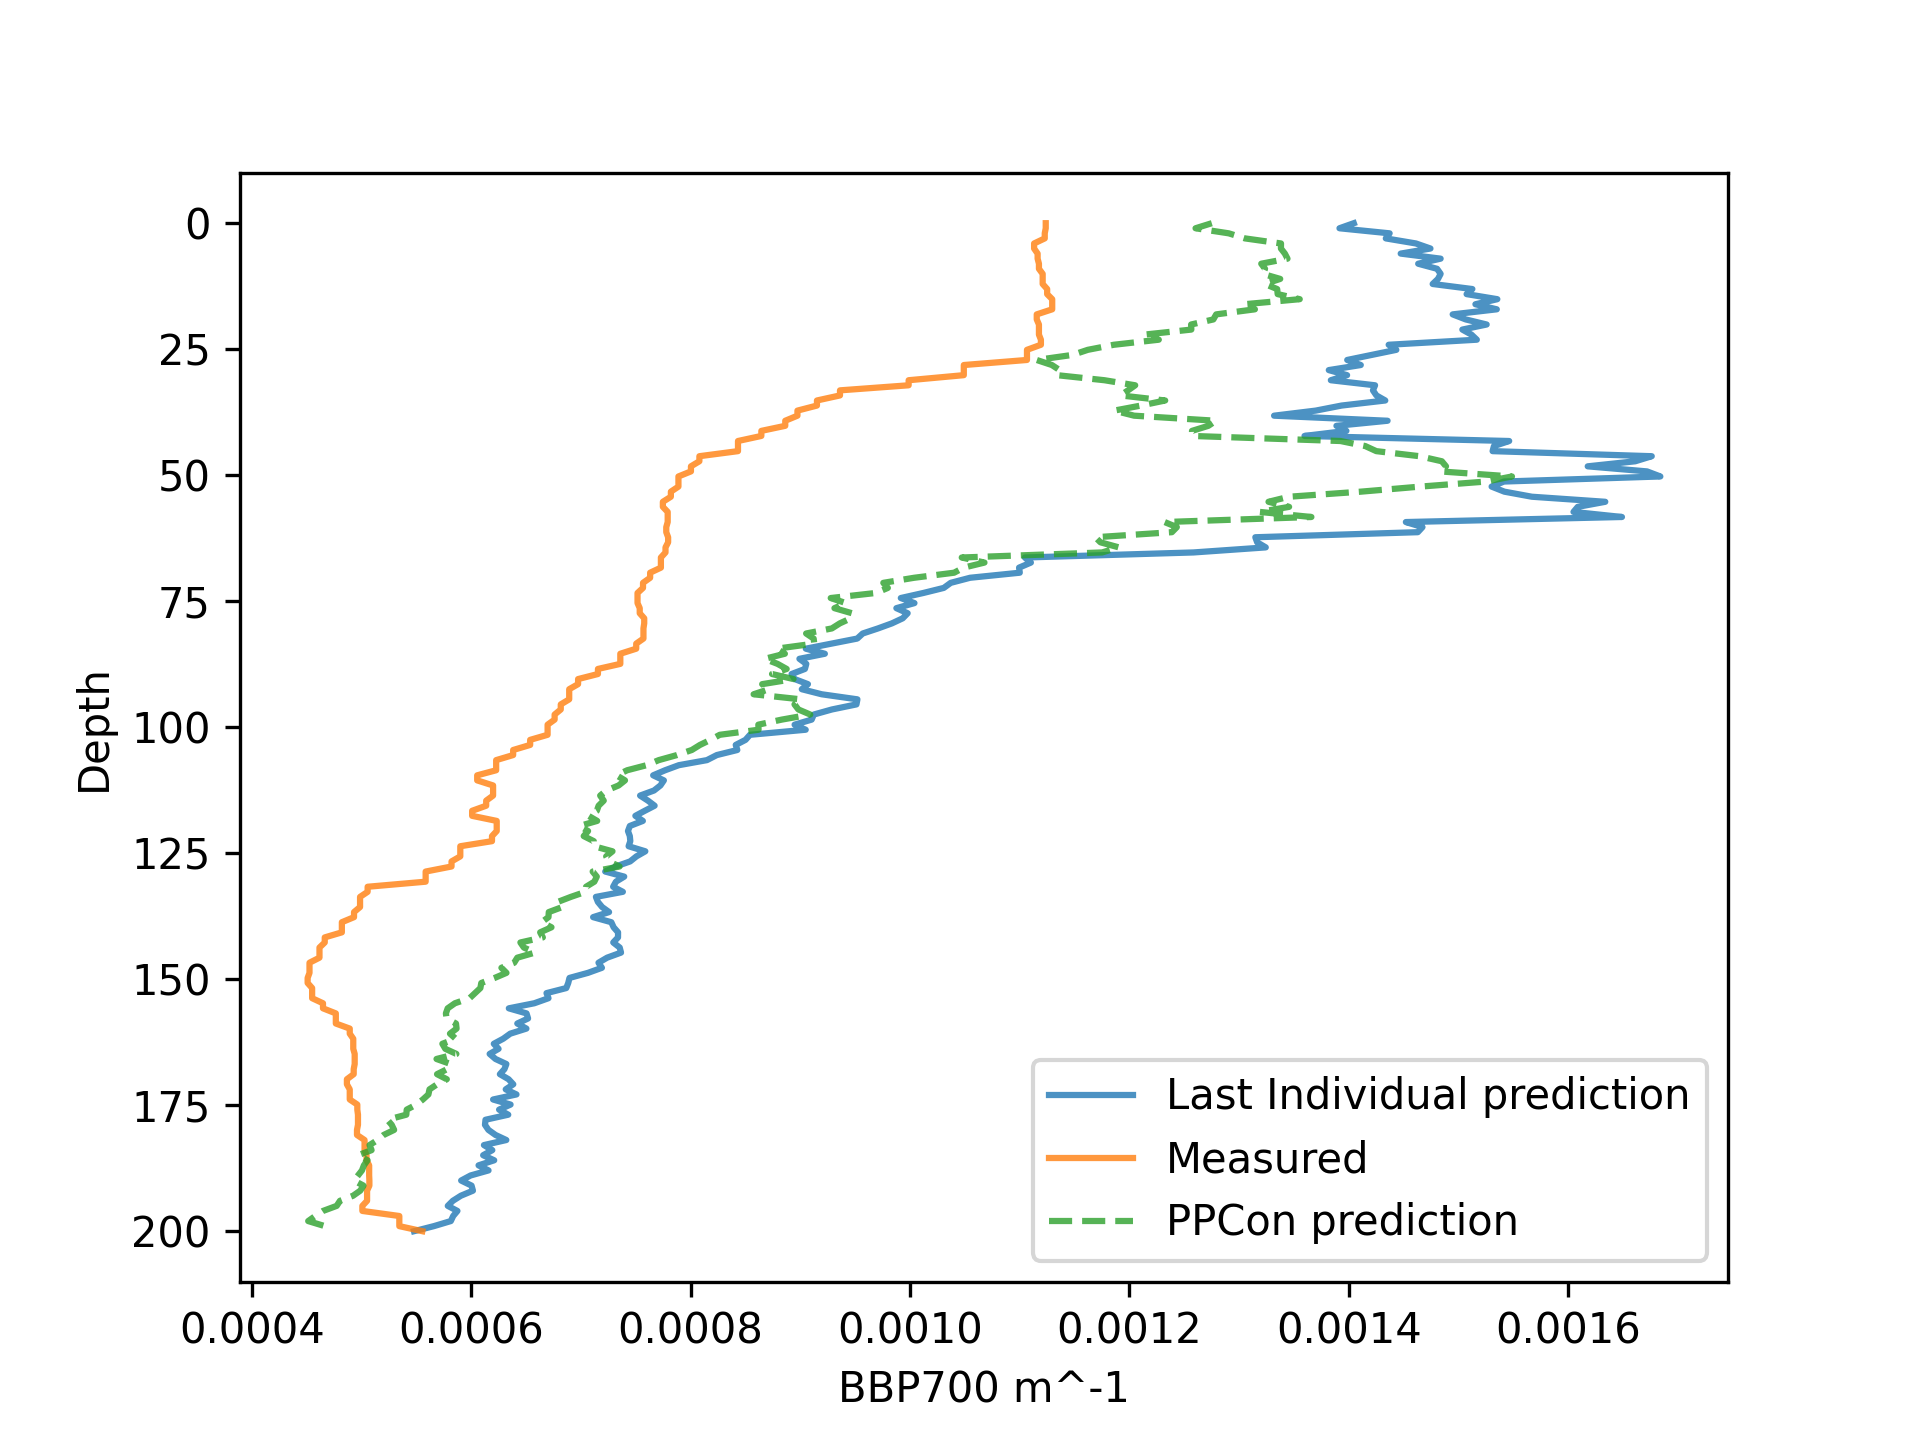 0
25
50
75
100
125
150
175
200
Depth
0.0004 0.0006 0.0008 0.0010 0.0012 0.0014 0.0016
BBP700 m^-1
Last Individual prediction
Measured
PPCon prediction